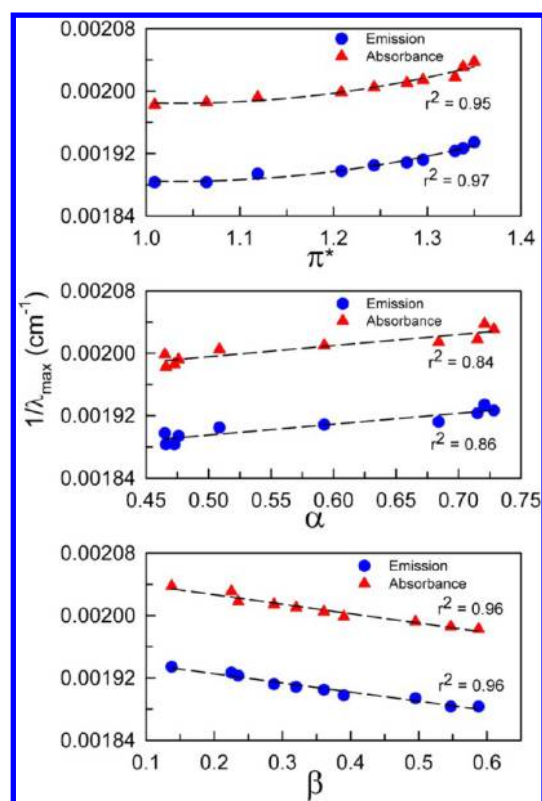 0.00208
0.00200
0.00192
0.00184
Emission
Absorbance
r² = 0.95
r² = 0.97
1.0 1.1 1.2 1.3 1.4
π*
1/λmax (cm⁻¹)
0.00208
0.00200
0.00192
0.00184
Emission
Absorbance
r² = 0.84
r² = 0.86
0.45 0.50 0.55 0.60 0.65 0.70 0.75
α
0.00208
0.00200
0.00192
0.00184
Emission
Absorbance
r² = 0.96
r² = 0.96
0.1 0.2 0.3 0.4 0.5 0.6
β